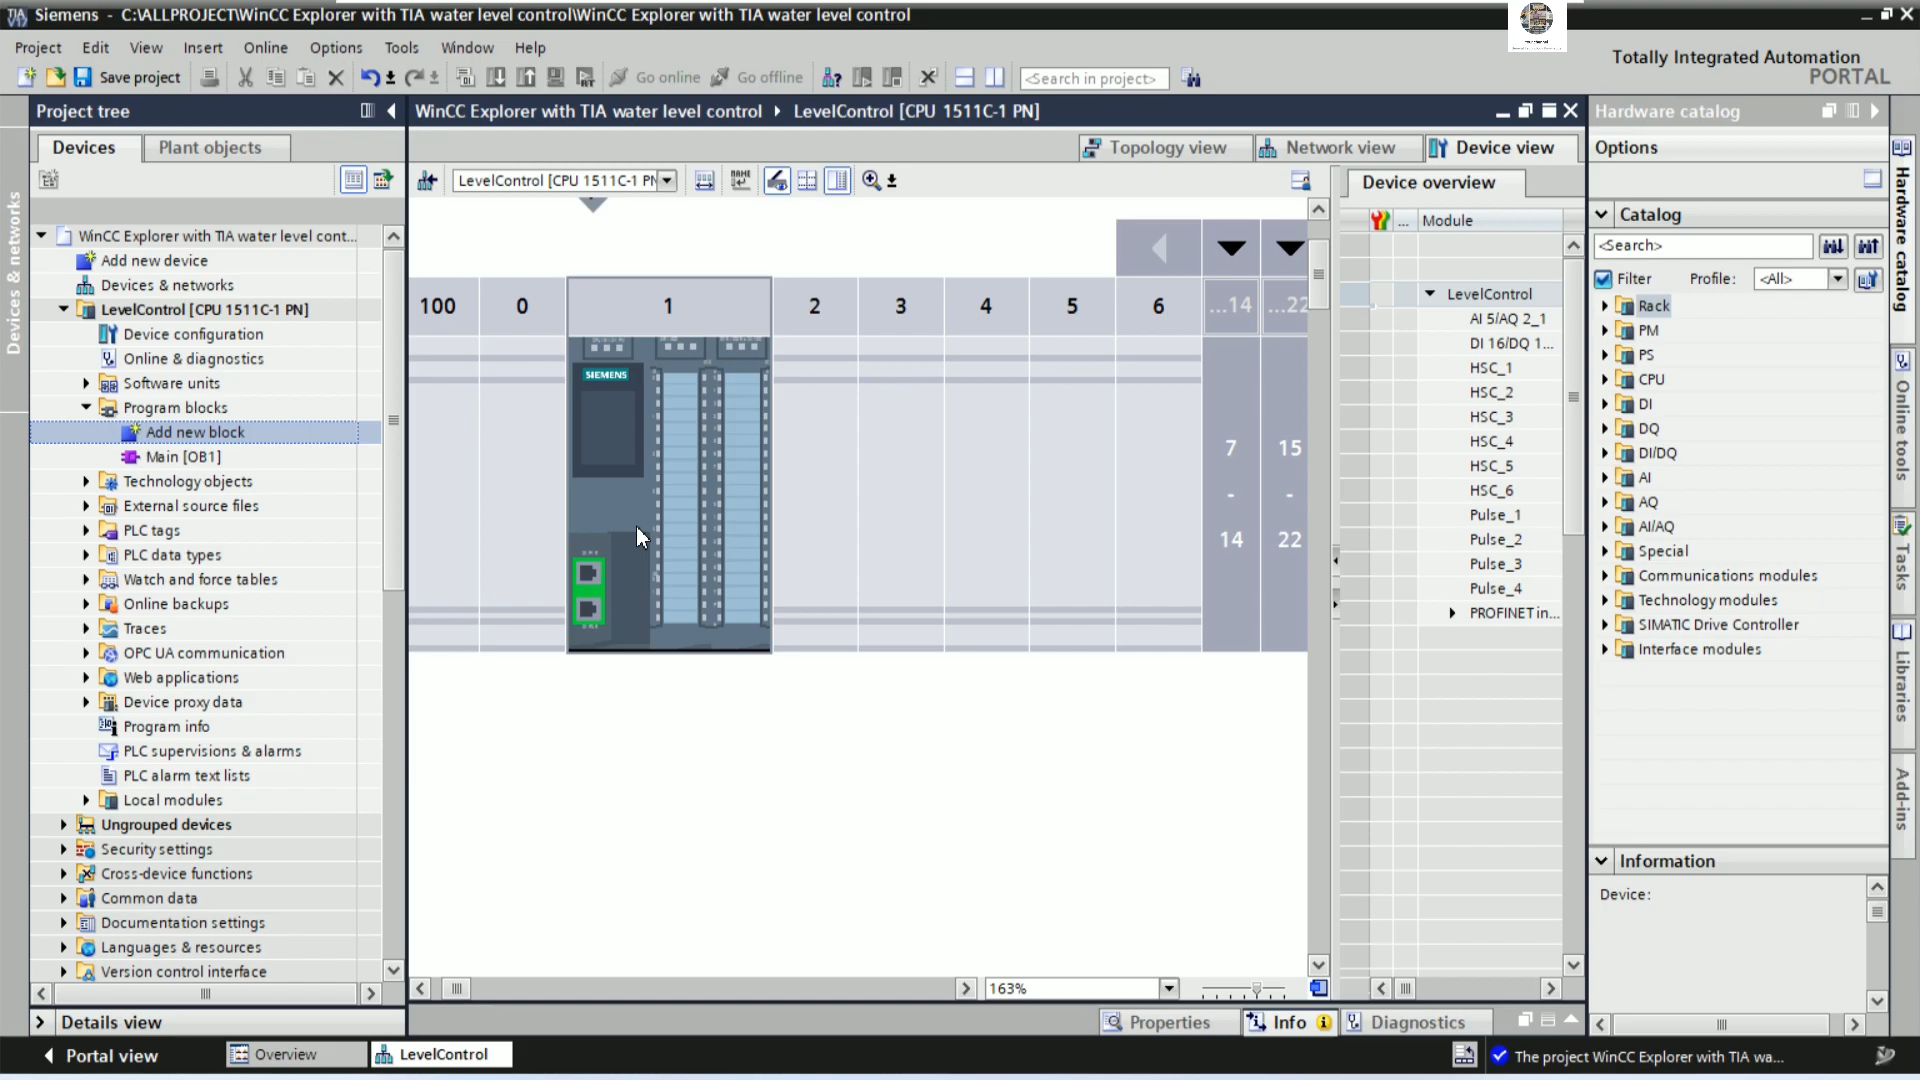 Siemens - C:\ALLPROJECT\WinCC Explorer with TIA water level control\WinCC Explorer with TIA water level control
Project Edit View Insert Online Options Tools Window Help
Totally Integrated Automation
PORTAL
Save project
Go online
Go offline
<Search in project>
Project tree
WinCC Explorer with TIA water level control
LevelControl [CPU 1511C-1 PN]
Hardware catalog
Devices
Plant objects
Topology view
Network view
Device view
Options
LevelControl [CPU 1511C-1 PN
Device overview
... Module
Devices & networks
WinCC Explorer with TIA water level cont...
Add new device
Devices & networks
LevelControl [CPU 1511C-1 PN]
Device configuration
Online & diagnostics
Software units
Program blocks
Add new block
Main [OB1]
Technology objects
External source files
PLC tags
PLC data types
Watch and force tables
Online backups
Traces
OPC UA communication
Web applications
Device proxy data
Program info
PLC supervisions & alarms
PLC alarm text lists
Local modules
Ungrouped devices
Security settings
Cross-device functions
Common data
Documentation settings
Languages & resources
Version control interface
Details view
100 0 1 2 3 4 5 6 ...14 ...22
SIEMENS
7 15
- -
14 22
163%
LevelControl
AI 5/AQ 2_1
DI 16/DQ 1...
HSC_1
HSC_2
HSC_3
HSC_4
HSC_5
HSC_6
Pulse_1
Pulse_2
Pulse_3
Pulse_4
PROFINET in...
Catalog
<Search>
Filter
Profile:
<All>
Rack
PM
PS
CPU
DI
DQ
DI/DQ
AI
AQ
AI/AQ
Special
Communications modules
Technology modules
SIMATIC Drive Controller
Interface modules
Information
Device:
Hardware catalog
Online tools
Tasks
Libraries
Add-ins
Properties
Info
Diagnostics
Portal view
Overview
LevelControl
The project WinCC Explorer with TIA wa...